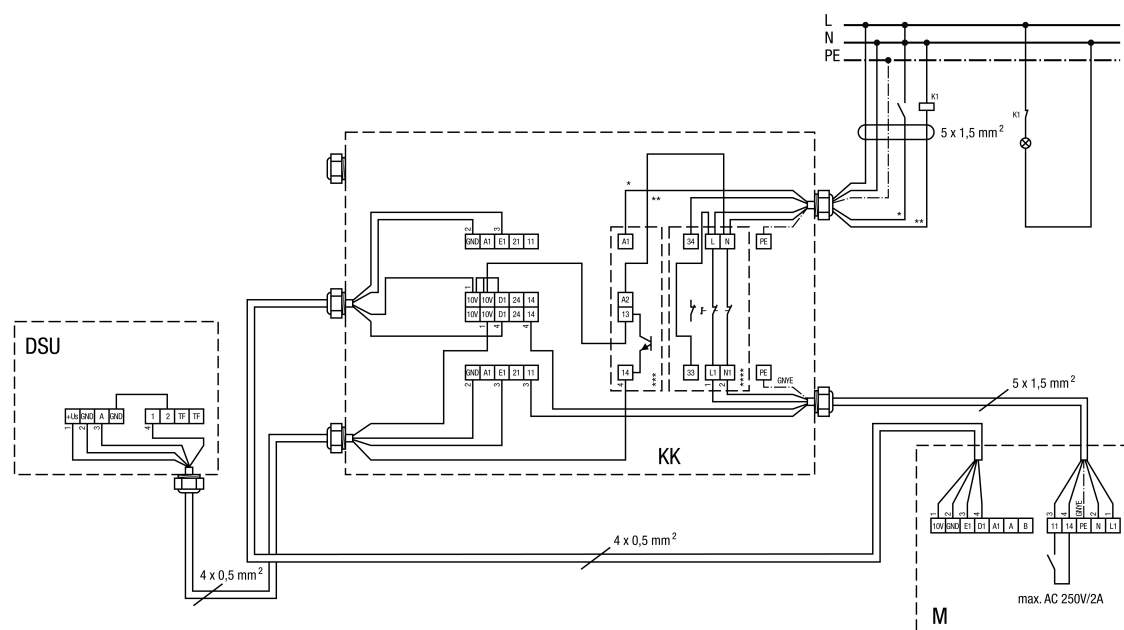 L
N
PE
K1
5 x 1,5 mm²
K1
*
**
*
**
2
3
GND A1 E1 21 11
A1
34
L
N
PE
1
10V 10V D1 24 14
10V 10V D1 24 14
1
4
4
A2
13
14
4
***
GND A1 E1 21 11
2
3
3
33
L1
N1
1
2
****
PE
GNYE
DSU
+Us GND A GND
1 2 TF TF
1
2
3
4
KK
5 x 1,5 mm²
1
2
3
4
10V GND E1 D1 A1 A B
3
4
GNYE
2
1
11 14 PE N L1
4 x 0,5 mm²
4 x 0,5 mm²
max. AC 250V/2A
M